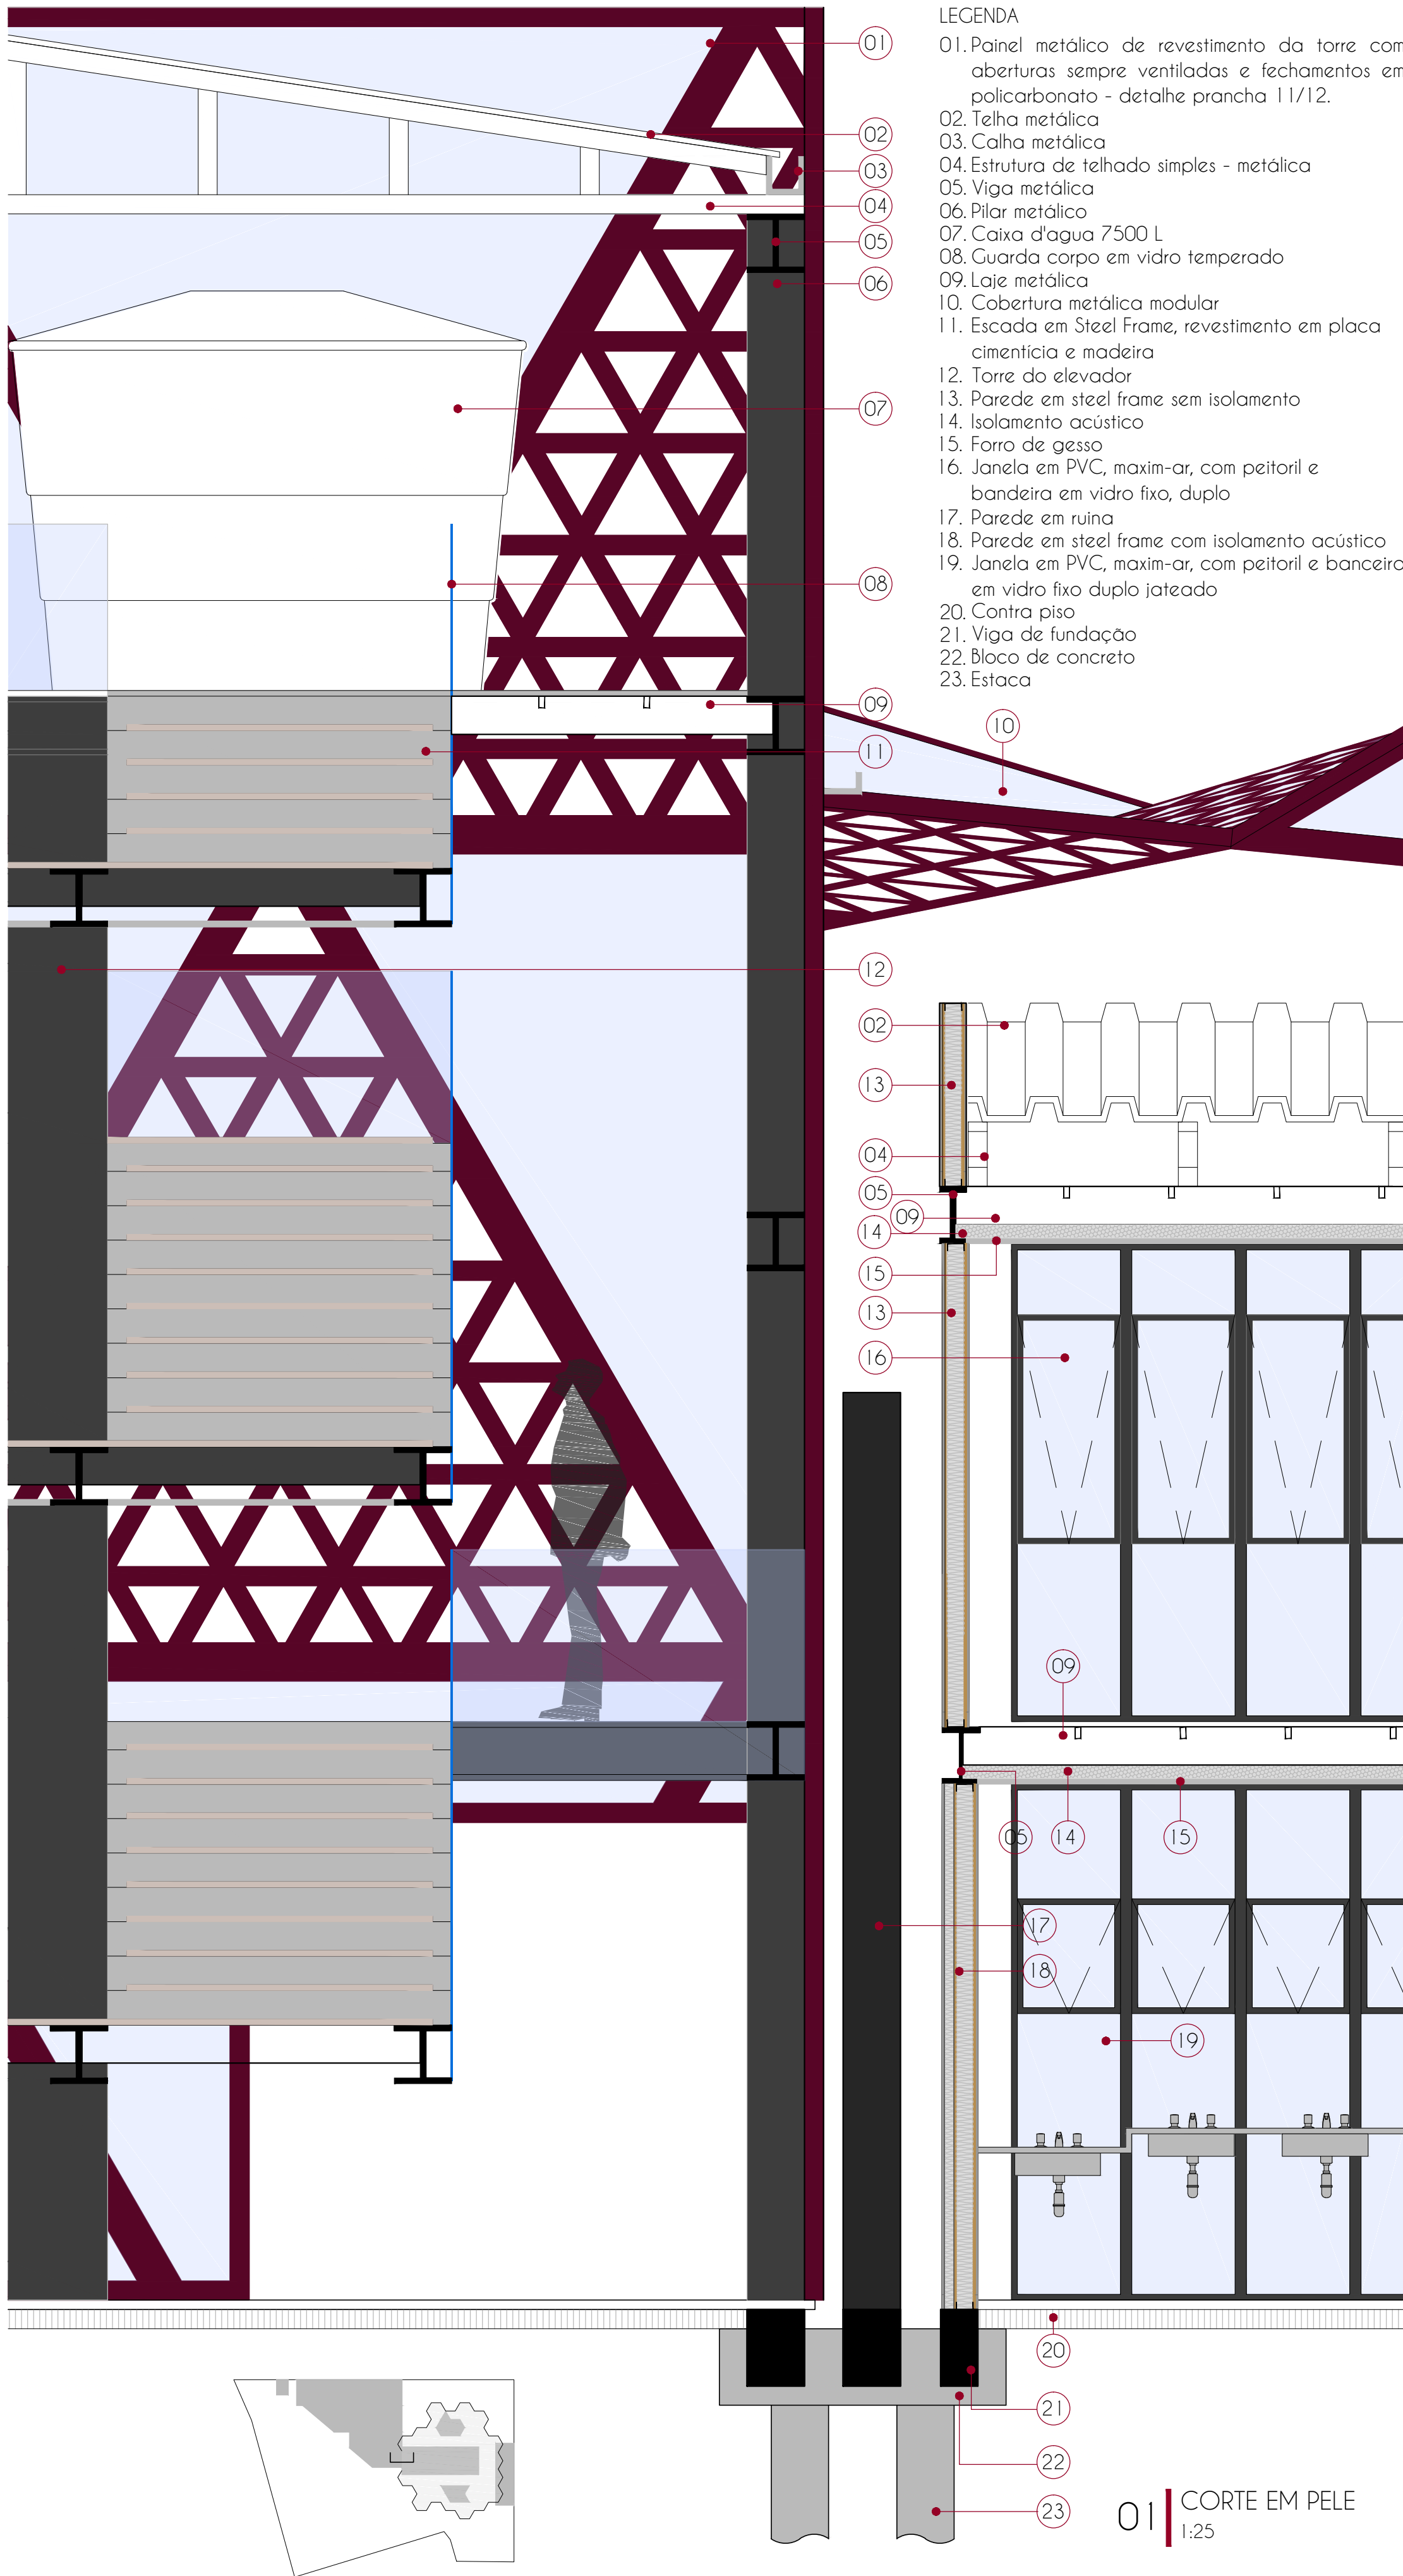 LEGENDA
01. Painel metálico de revestimento da torre com
aberturas sempre ventiladas e fechamentos em
policarbonato - detalhe prancha 11/12.
02. Telha metálica
03. Calha metálica
04. Estrutura de telhado simples - metálica
05. Viga metálica
06. Pilar metálico
07. Caixa d'agua 7500 L
08. Guarda corpo em vidro temperado
09. Laje metálica
10. Cobertura metálica modular
11. Escada em Steel Frame, revestimento em placa
cimentícia e madeira
12. Torre do elevador
13. Parede em steel frame sem isolamento
14. Isolamento acústico
15. Forro de gesso
16. Janela em PVC, maxim-ar, com peitoril e
bandeira em vidro fixo, duplo
17. Parede em ruina
18. Parede em steel frame com isolamento acústico
19. Janela em PVC, maxim-ar, com peitoril e banceira
em vidro fixo duplo jateado
20. Contra piso
21. Viga de fundação
22. Bloco de concreto
23. Estaca
01
02
03
04
05
06
07
08
09
10
11
12
02
13
04
05
09
14
15
13
16
09
05
14
15
17
18
19
20
21
22
23
01
CORTE EM PELE
1:25